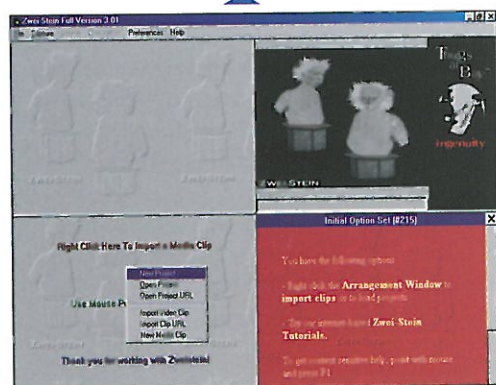 Zwei-Stein Full Version 3.01
Preferences Help
Thugs
Bay
ingenuity
ZWEI-STEIN
Initial Option Set (#215)
Right Click Here To Import a Media Clip
New Project
Open Project
Open Project URL
Import Video Clip
Import Clip URL
New Media Clip
Use Mouse
Thank you for working with Zweistein!
You have the following options
- Right click the Arrangement Window to
import clips or to load projects
- Try our internet-based Zwei-Stein
Tutorials.
To get context sensitive help, point with mouse
and press F1.